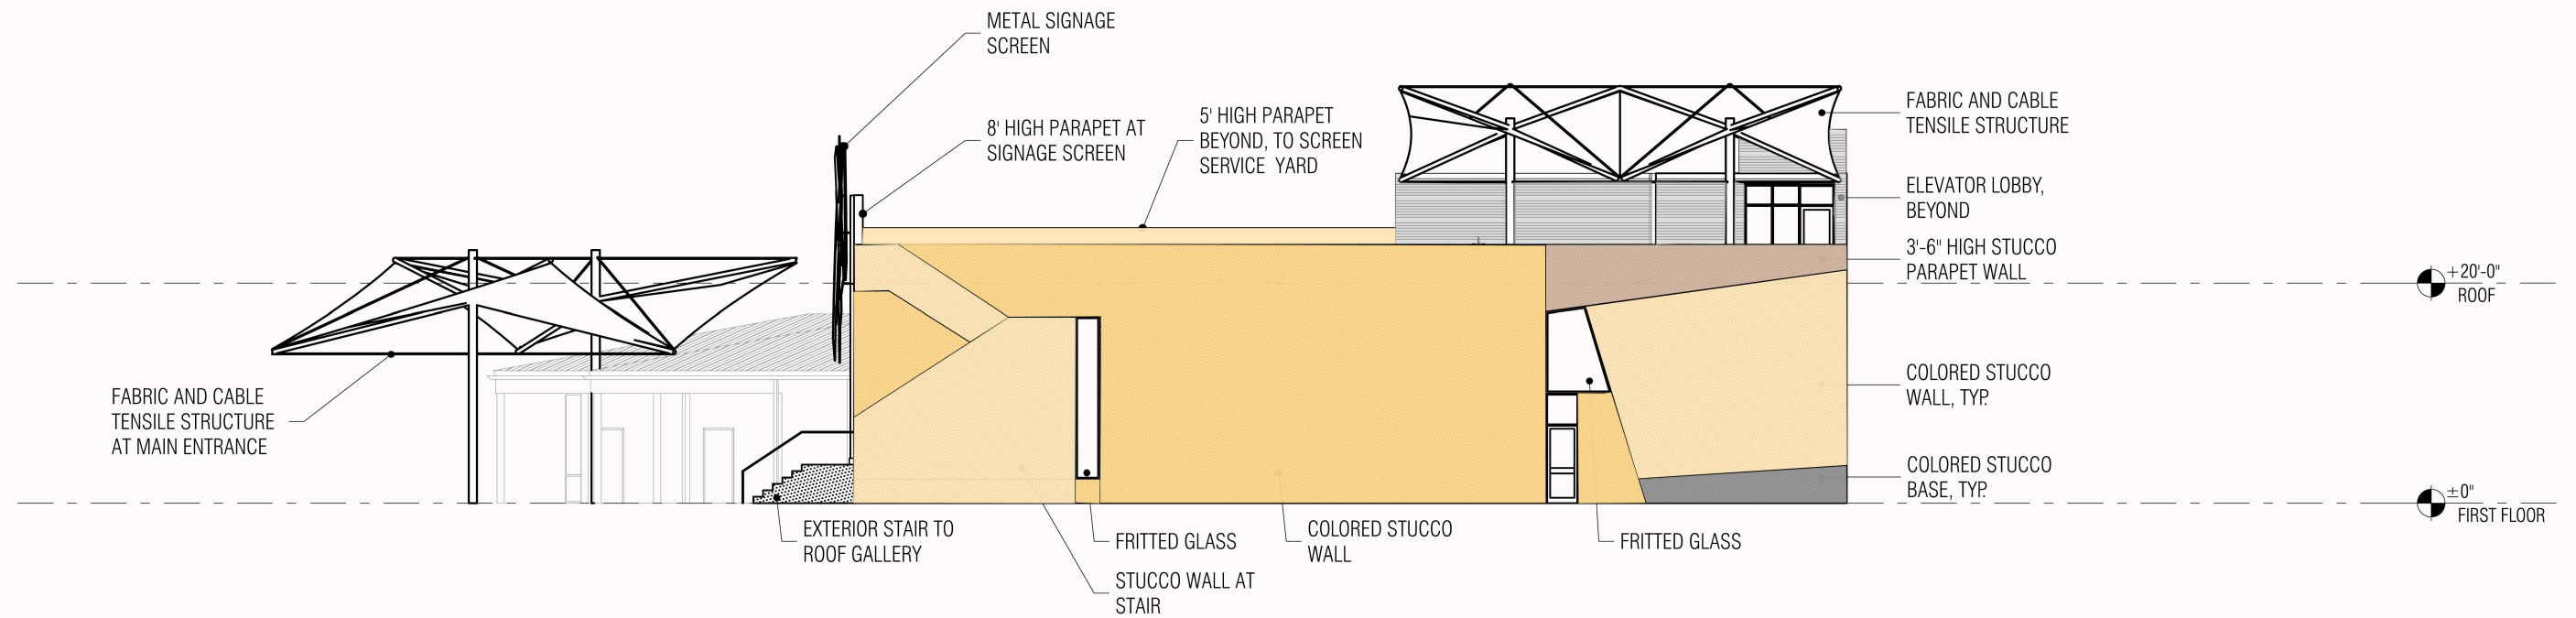 METAL SIGNAGE
SCREEN
8' HIGH PARAPET AT
SIGNAGE SCREEN
5' HIGH PARAPET
BEYOND, TO SCREEN
SERVICE YARD
FABRIC AND CABLE
TENSILE STRUCTURE
ELEVATOR LOBBY,
BEYOND
3'-6" HIGH STUCCO
PARAPET WALL
+20'-0"
ROOF
FABRIC AND CABLE
TENSILE STRUCTURE
AT MAIN ENTRANCE
COLORED STUCCO
WALL, TYP.
COLORED STUCCO
BASE, TYP.
±0"
FIRST FLOOR
EXTERIOR STAIR TO
ROOF GALLERY
FRITTED GLASS
STUCCO WALL AT
STAIR
COLORED STUCCO
WALL
FRITTED GLASS